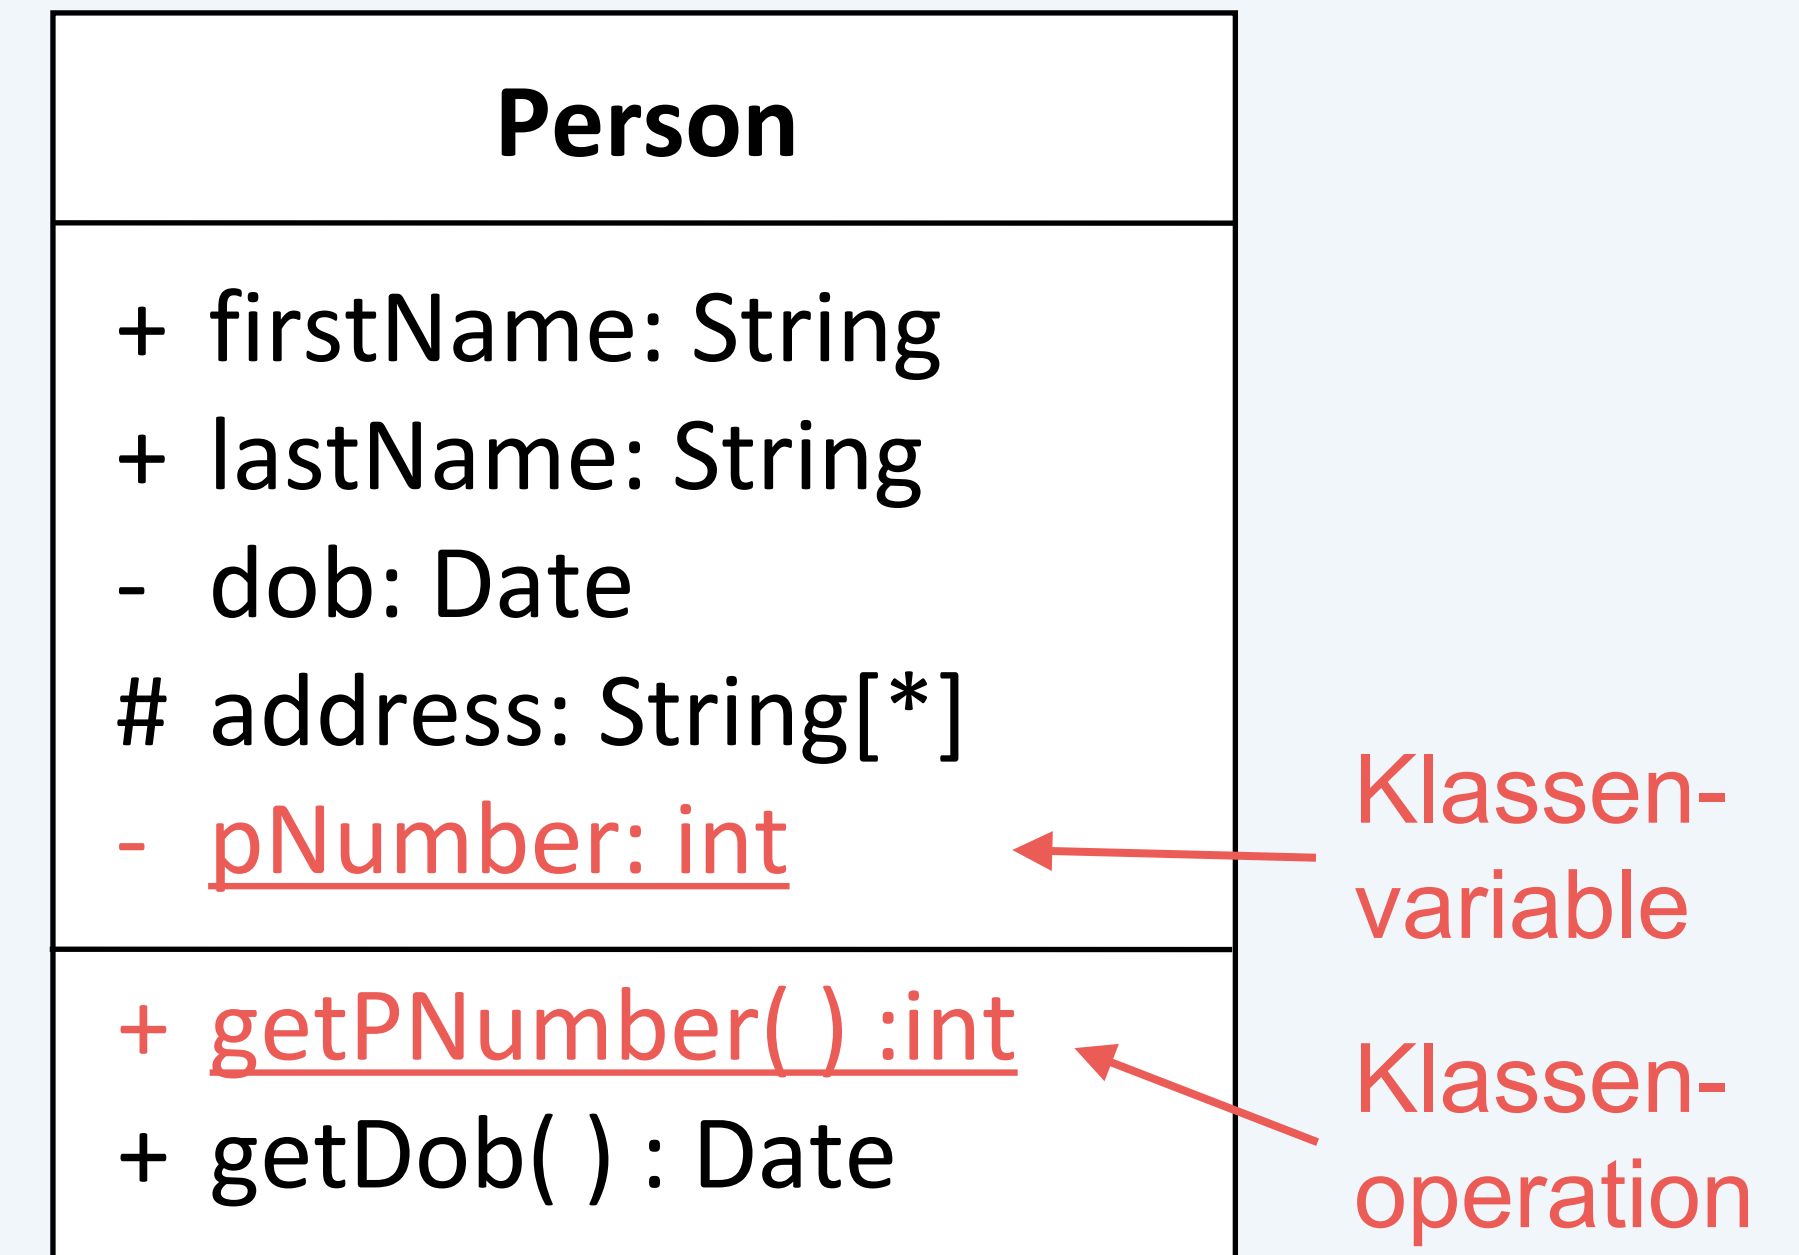 Person
+ firstName: String
+ lastName: String
- dob: Date
# address: String[*]
- pNumber: int
Klassen-
variable
+ getPNumber( ) :int
+ getDob( ) : Date
Klassen-
operation